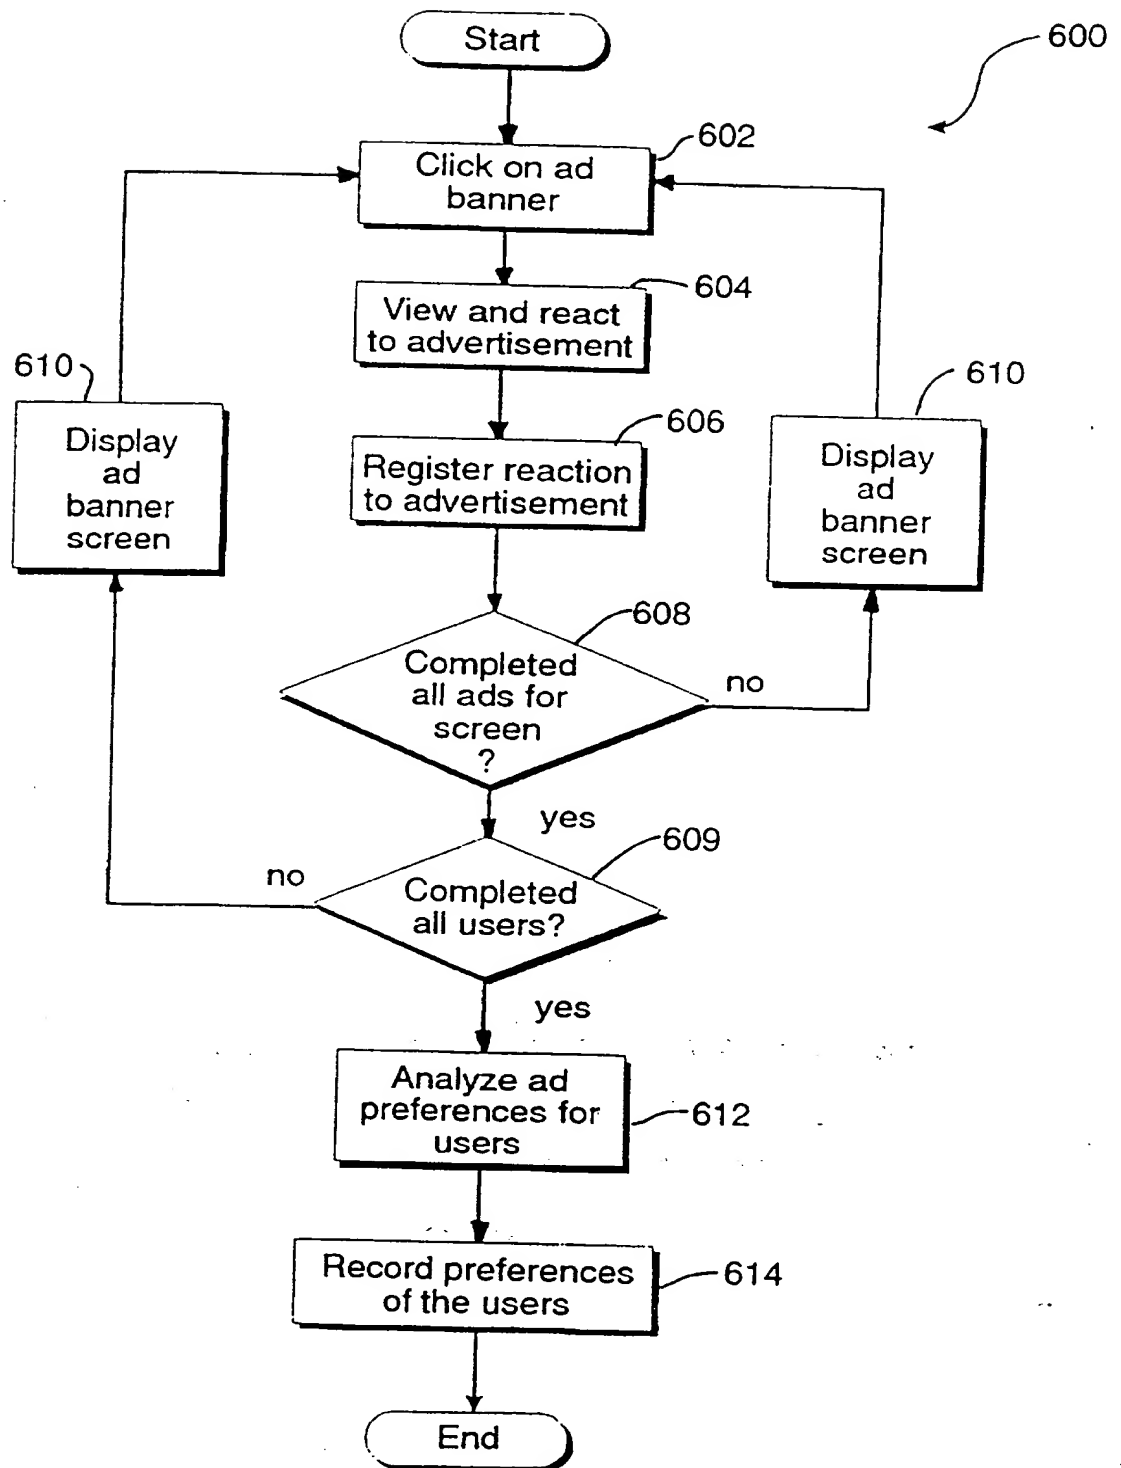 Start
600
602
Click on ad
banner
604
View and react
to advertisement
610
Display
ad
banner
screen
606
Register reaction
to advertisement
610
Display
ad
banner
screen
608
Completed
all ads for
screen
?
no
yes
609
no
Completed
all users?
yes
Analyze ad
preferences for
users
612
Record preferences
of the users
614
End